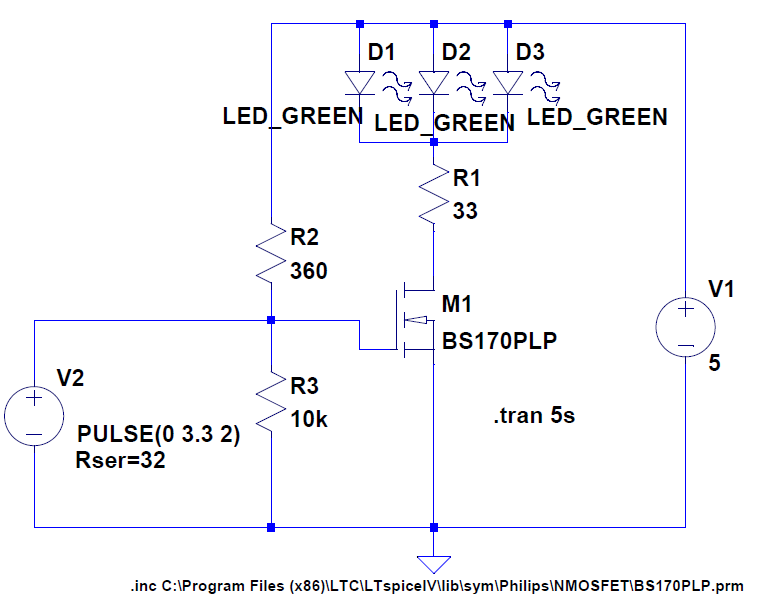 D1 D2 D3
LED_GREEN LED_GREEN LED_GREEN
R1
33
R2
360
V1
5
M1
BS170PLP
V2
PULSE(0 3.3 2)
Rser=32
R3
10k
.tran 5s
.inc C:\Program Files (x86)\LTC\LTspiceIV\lib\sym\Philips\NMOSFET\BS170PLP.prm